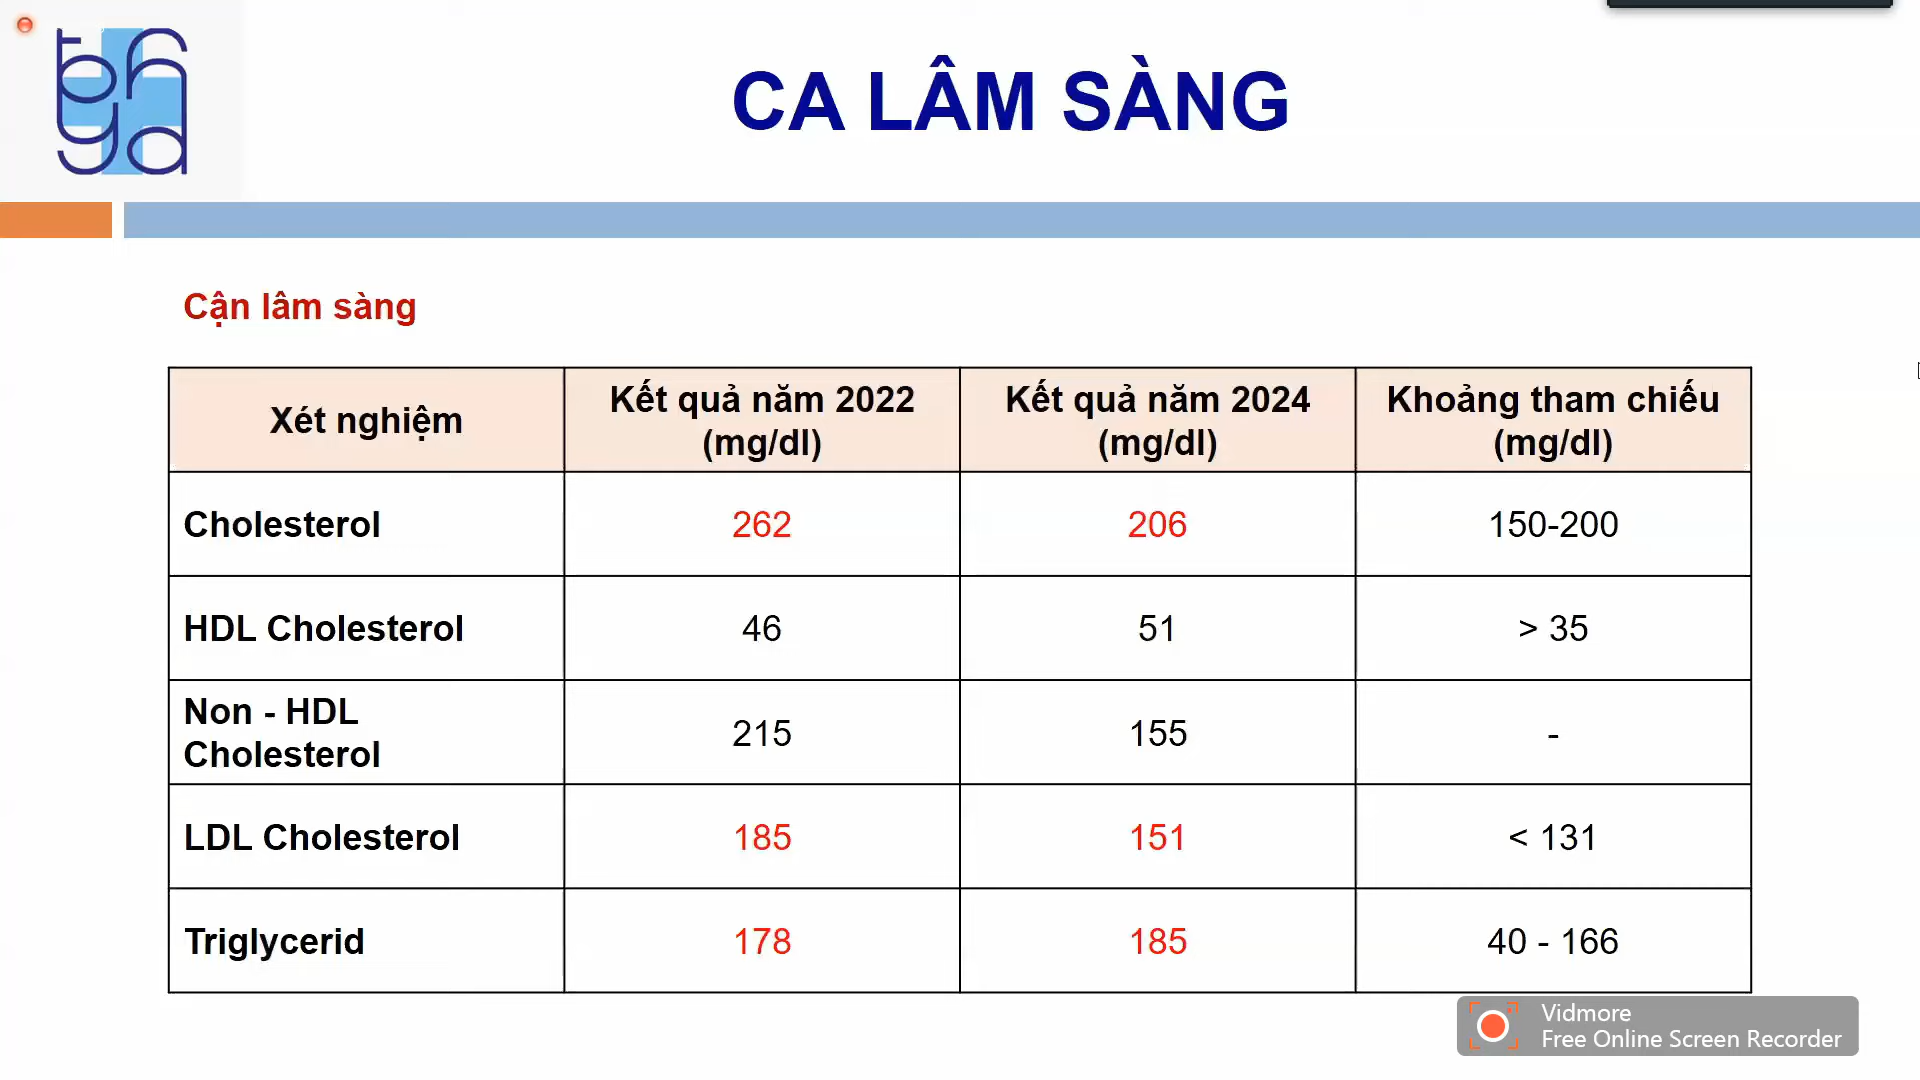 CA LÂM SÀNG
Cận lâm sàng
Xét nghiệm
Kết quả năm 2022
(mg/dl)
Kết quả năm 2024
(mg/dl)
Khoảng tham chiếu
(mg/dl)
Cholesterol
262
206
150-200
HDL Cholesterol
46
51
> 35
Non - HDL
Cholesterol
215
155
-
LDL Cholesterol
185
151
< 131
Triglycerid
178
185
40 - 166
Vidmore
Free Online Screen Recorder